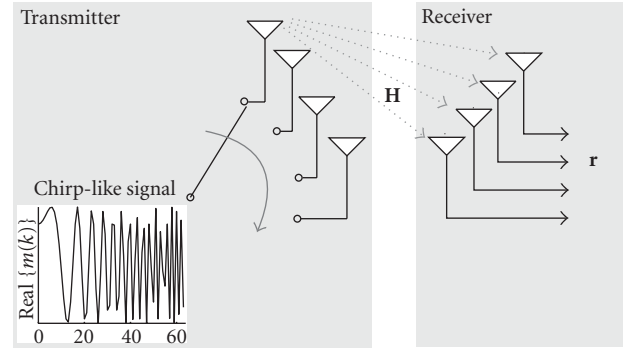 Transmitter
Receiver
H
r
Chirp-like signal
Real {m(k)}
0 20 40 60